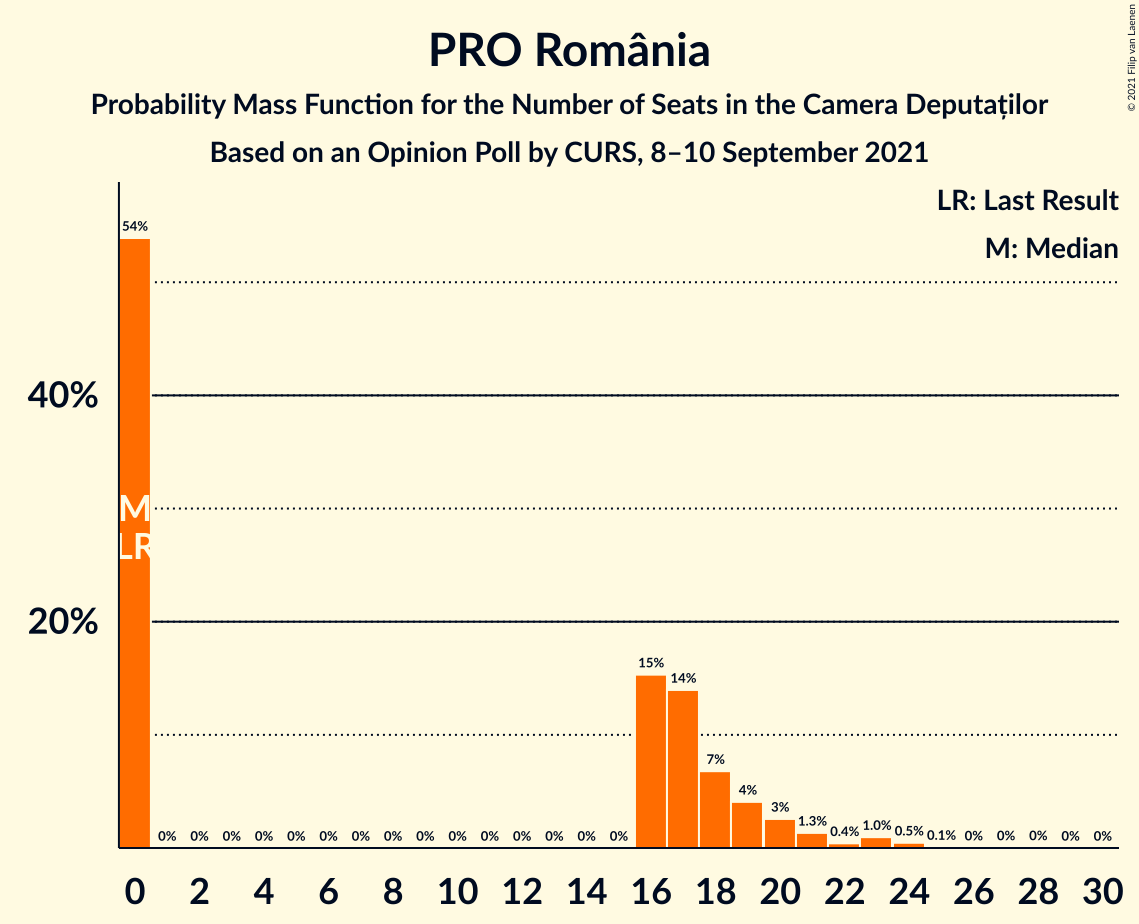 PRO România
Probability Mass Function for the Number of Seats in the Camera Deputaților
Based on an Opinion Poll by CURS, 8–10 September 2021
© 2021 Filip van Laenen
LR: Last Result
M: Median
54%
40%
M
LR
20%
15%
14%
7%
4%
3%
1.3%
0.4%
1.0%
0.5%
0.1%
0% 0% 0% 0% 0% 0% 0% 0% 0% 0% 0% 0% 0% 0% 0% 0% 0% 0% 0% 0%
0 2 4 6 8 10 12 14 16 18 20 22 24 26 28 30